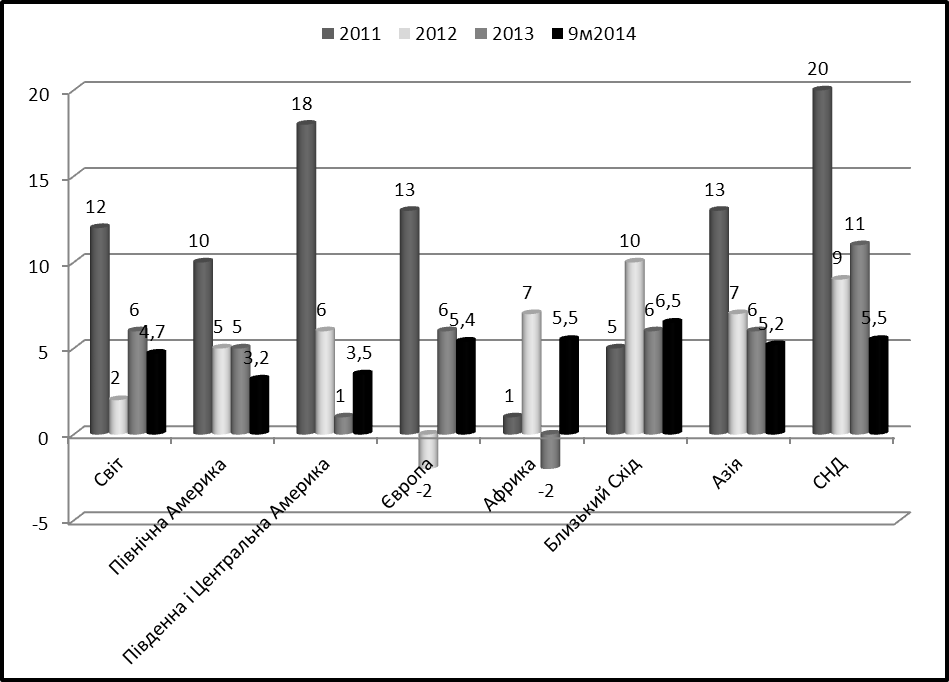 2011 2012 2013 9м2014
20
15
10
5
0
-5
12 2 6 4,7
10 5 5 3,2
18 6 1 3,5
13 -2 6 5,4
1 7 -2 5,5
5 10 6 6,5
13 7 6 5,2
20 9 11 5,5
Світ
Північна Америка
Південна і Центральна Америка
Європа
Африка
Близький Схід
Азія
СНД